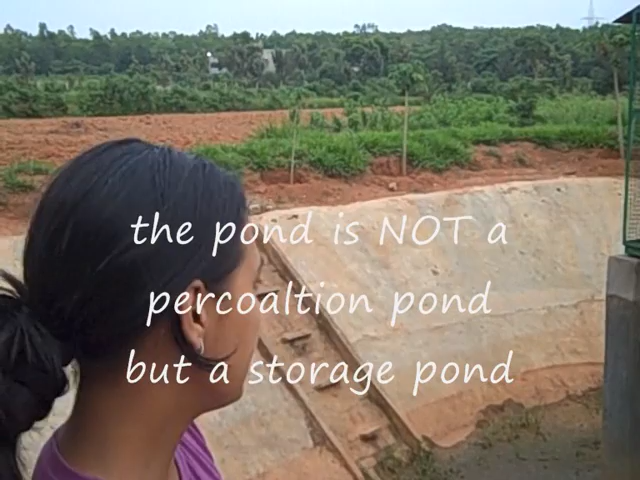 the pond is NOT a
percoaltion pond
but a storage pond